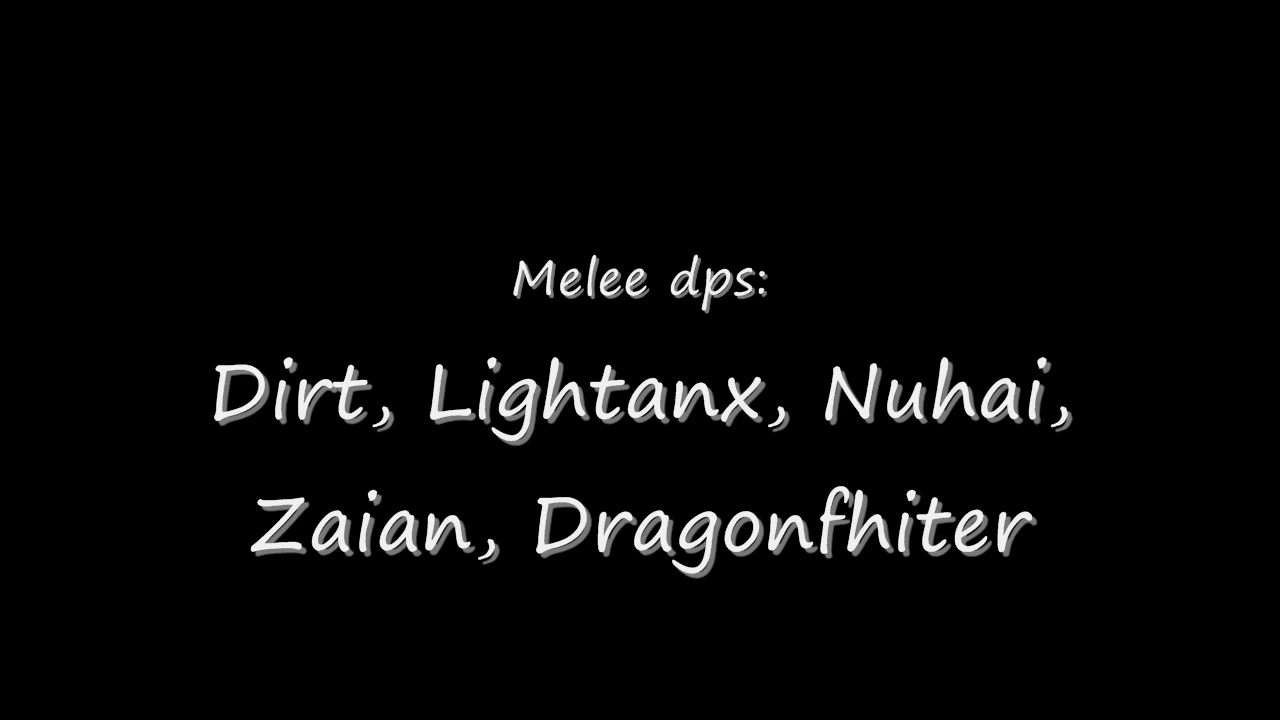 Melee dps:
Dirt, Lightanx, Nuhai,
Zaian, Dragonfhiter